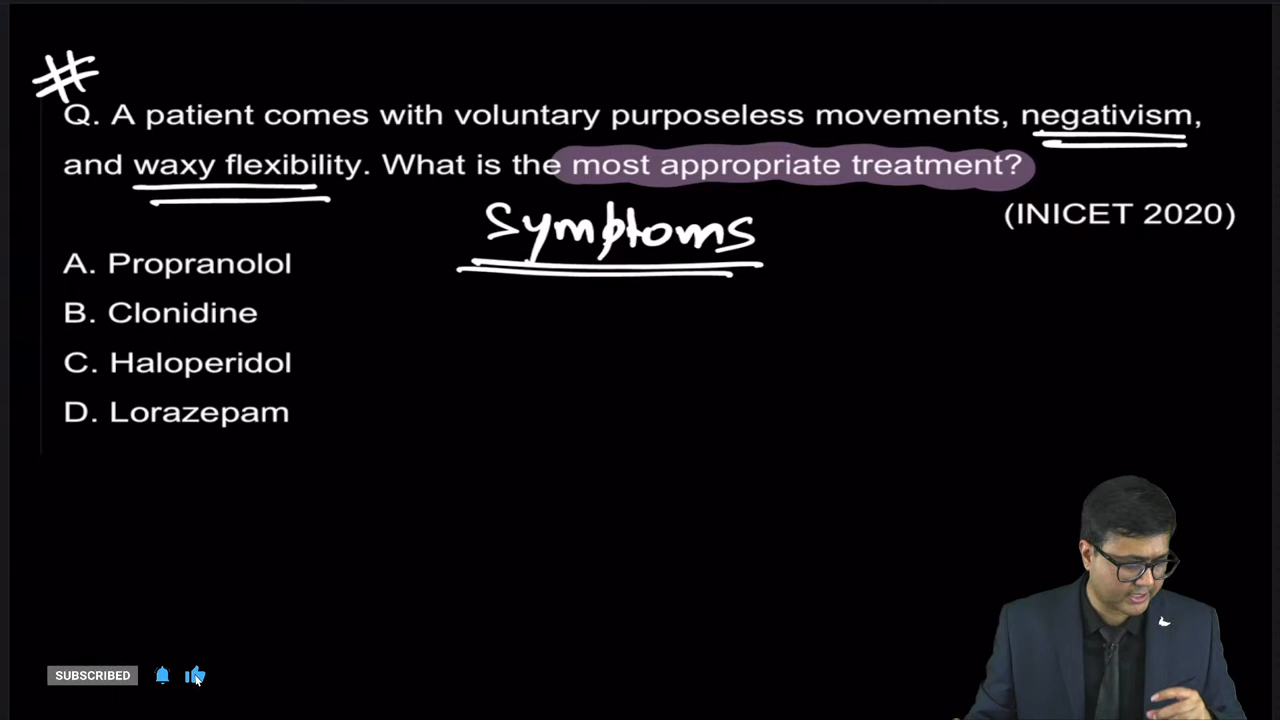 #
Q. A patient comes with voluntary purposeless movements, negativism,
and waxy flexibility. What is the most appropriate treatment?
(INICET 2020)
Symptoms
A. Propranolol
B. Clonidine
C. Haloperidol
D. Lorazepam
SUBSCRIBED